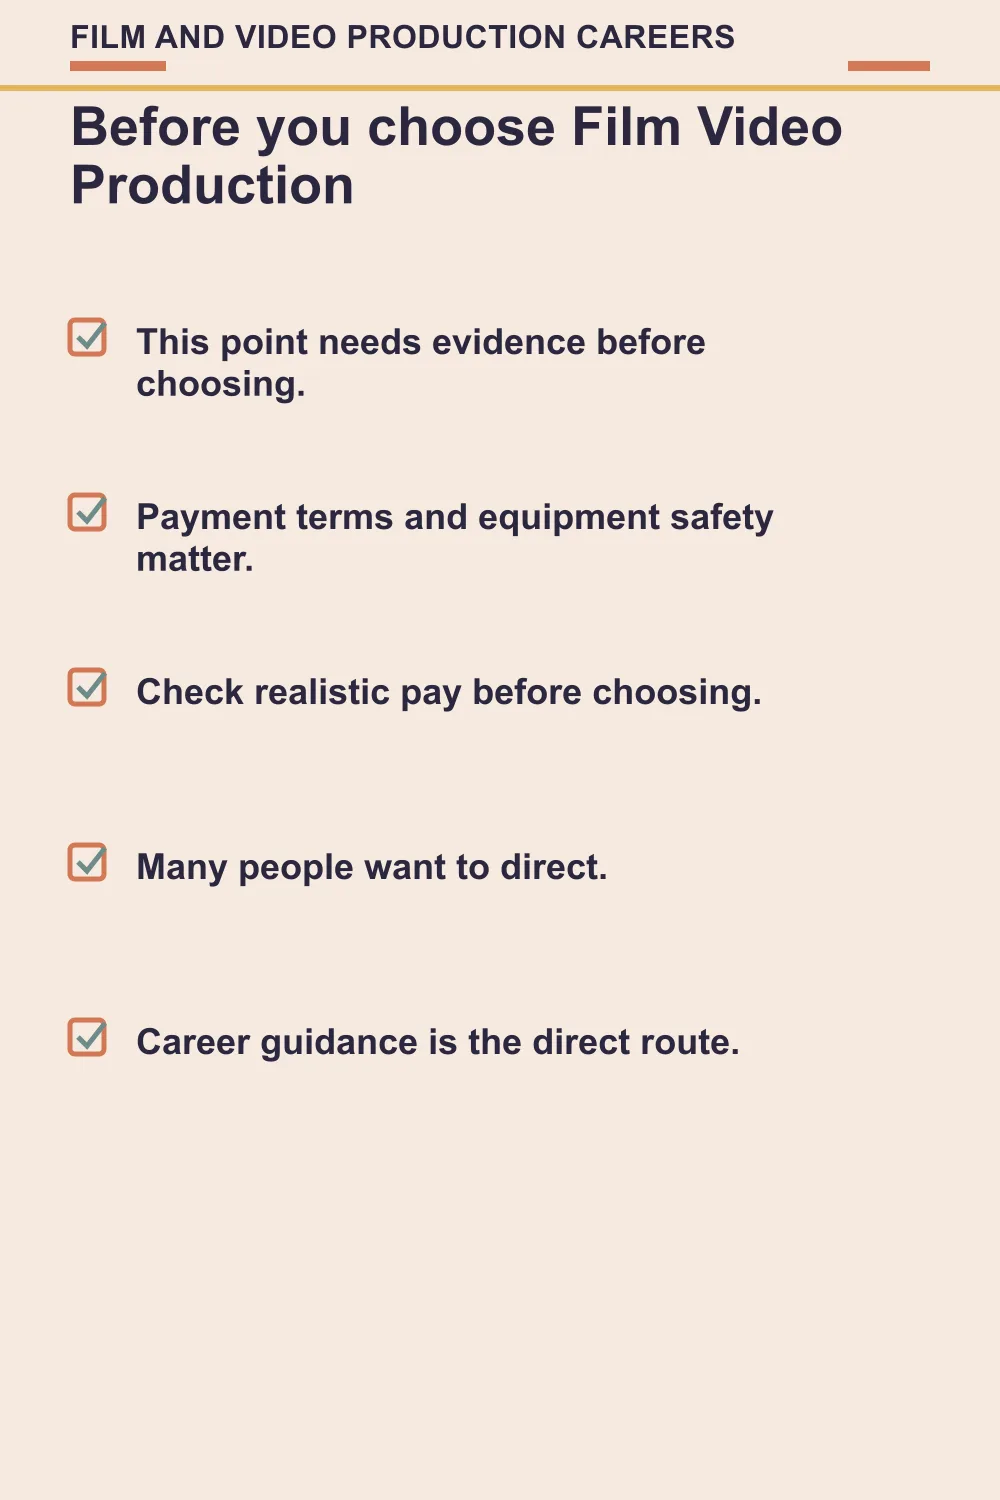 FILM AND VIDEO PRODUCTION CAREERS
Before you choose Film Video
Production
This point needs evidence before
choosing.
Payment terms and equipment safety
matter.
Check realistic pay before choosing.
Many people want to direct.
Career guidance is the direct route.